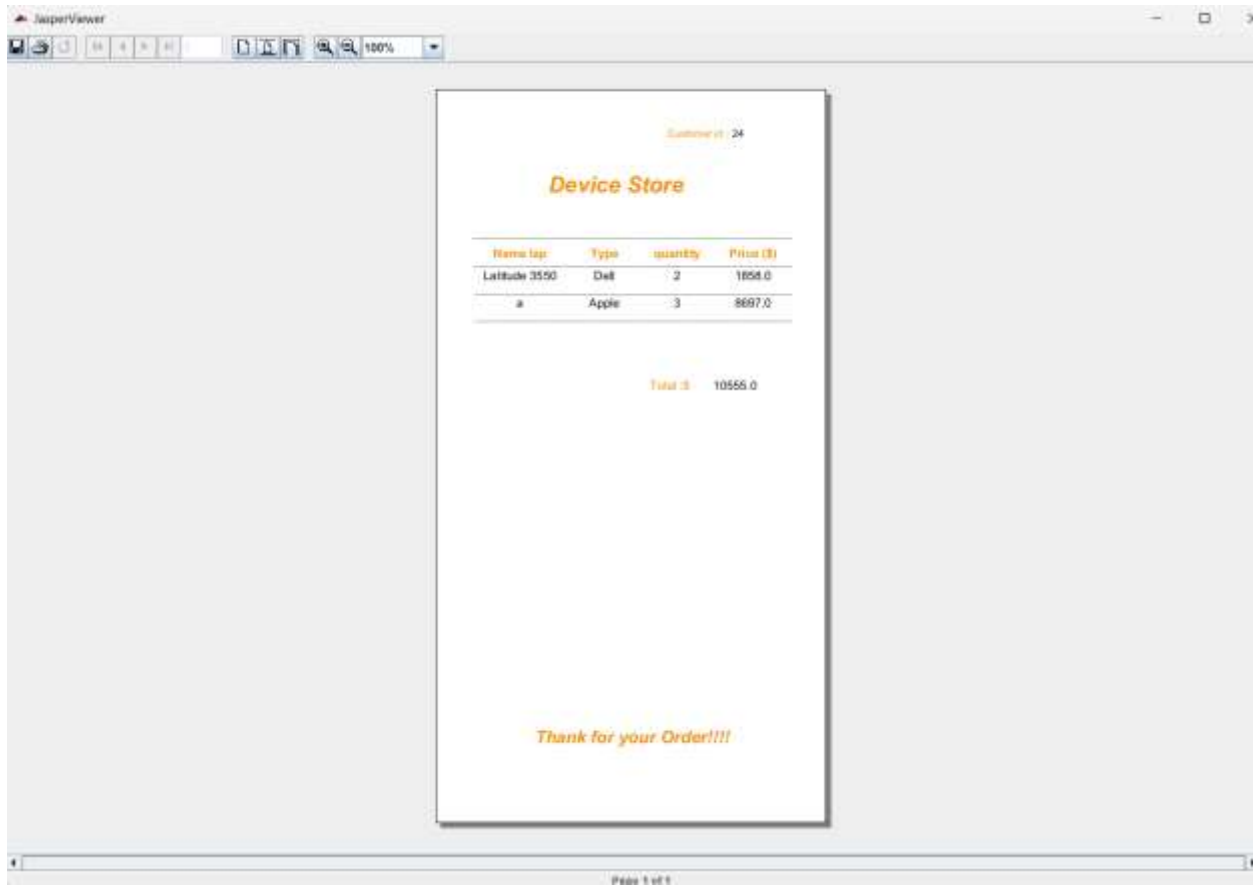 JasperViewer
100%
Customer id : 24
Device Store
Name lap Type quantity Price ($)
Latitude 3550 Dell 2 1858.0
a Apple 3 8697.0
Total :$ 10555.0
Thank for your Order!!!!
Page 1 of 1